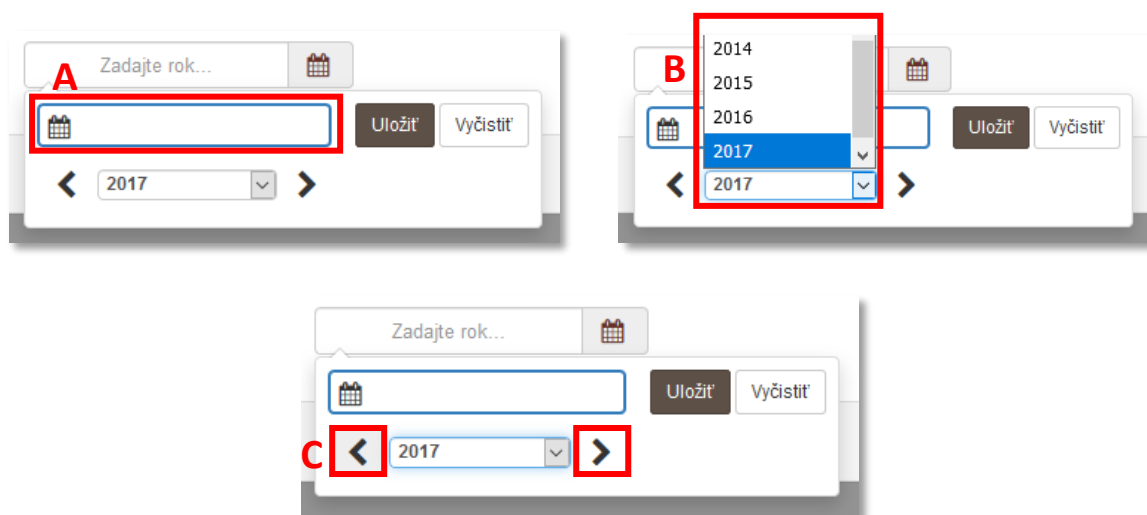 Zadajte rok...
A
Uložiť Vyčistiť
2017
2014
B
2015
2016
2017
Uložiť Vyčistiť
2017
Zadajte rok...
Uložiť Vyčistiť
C
2017